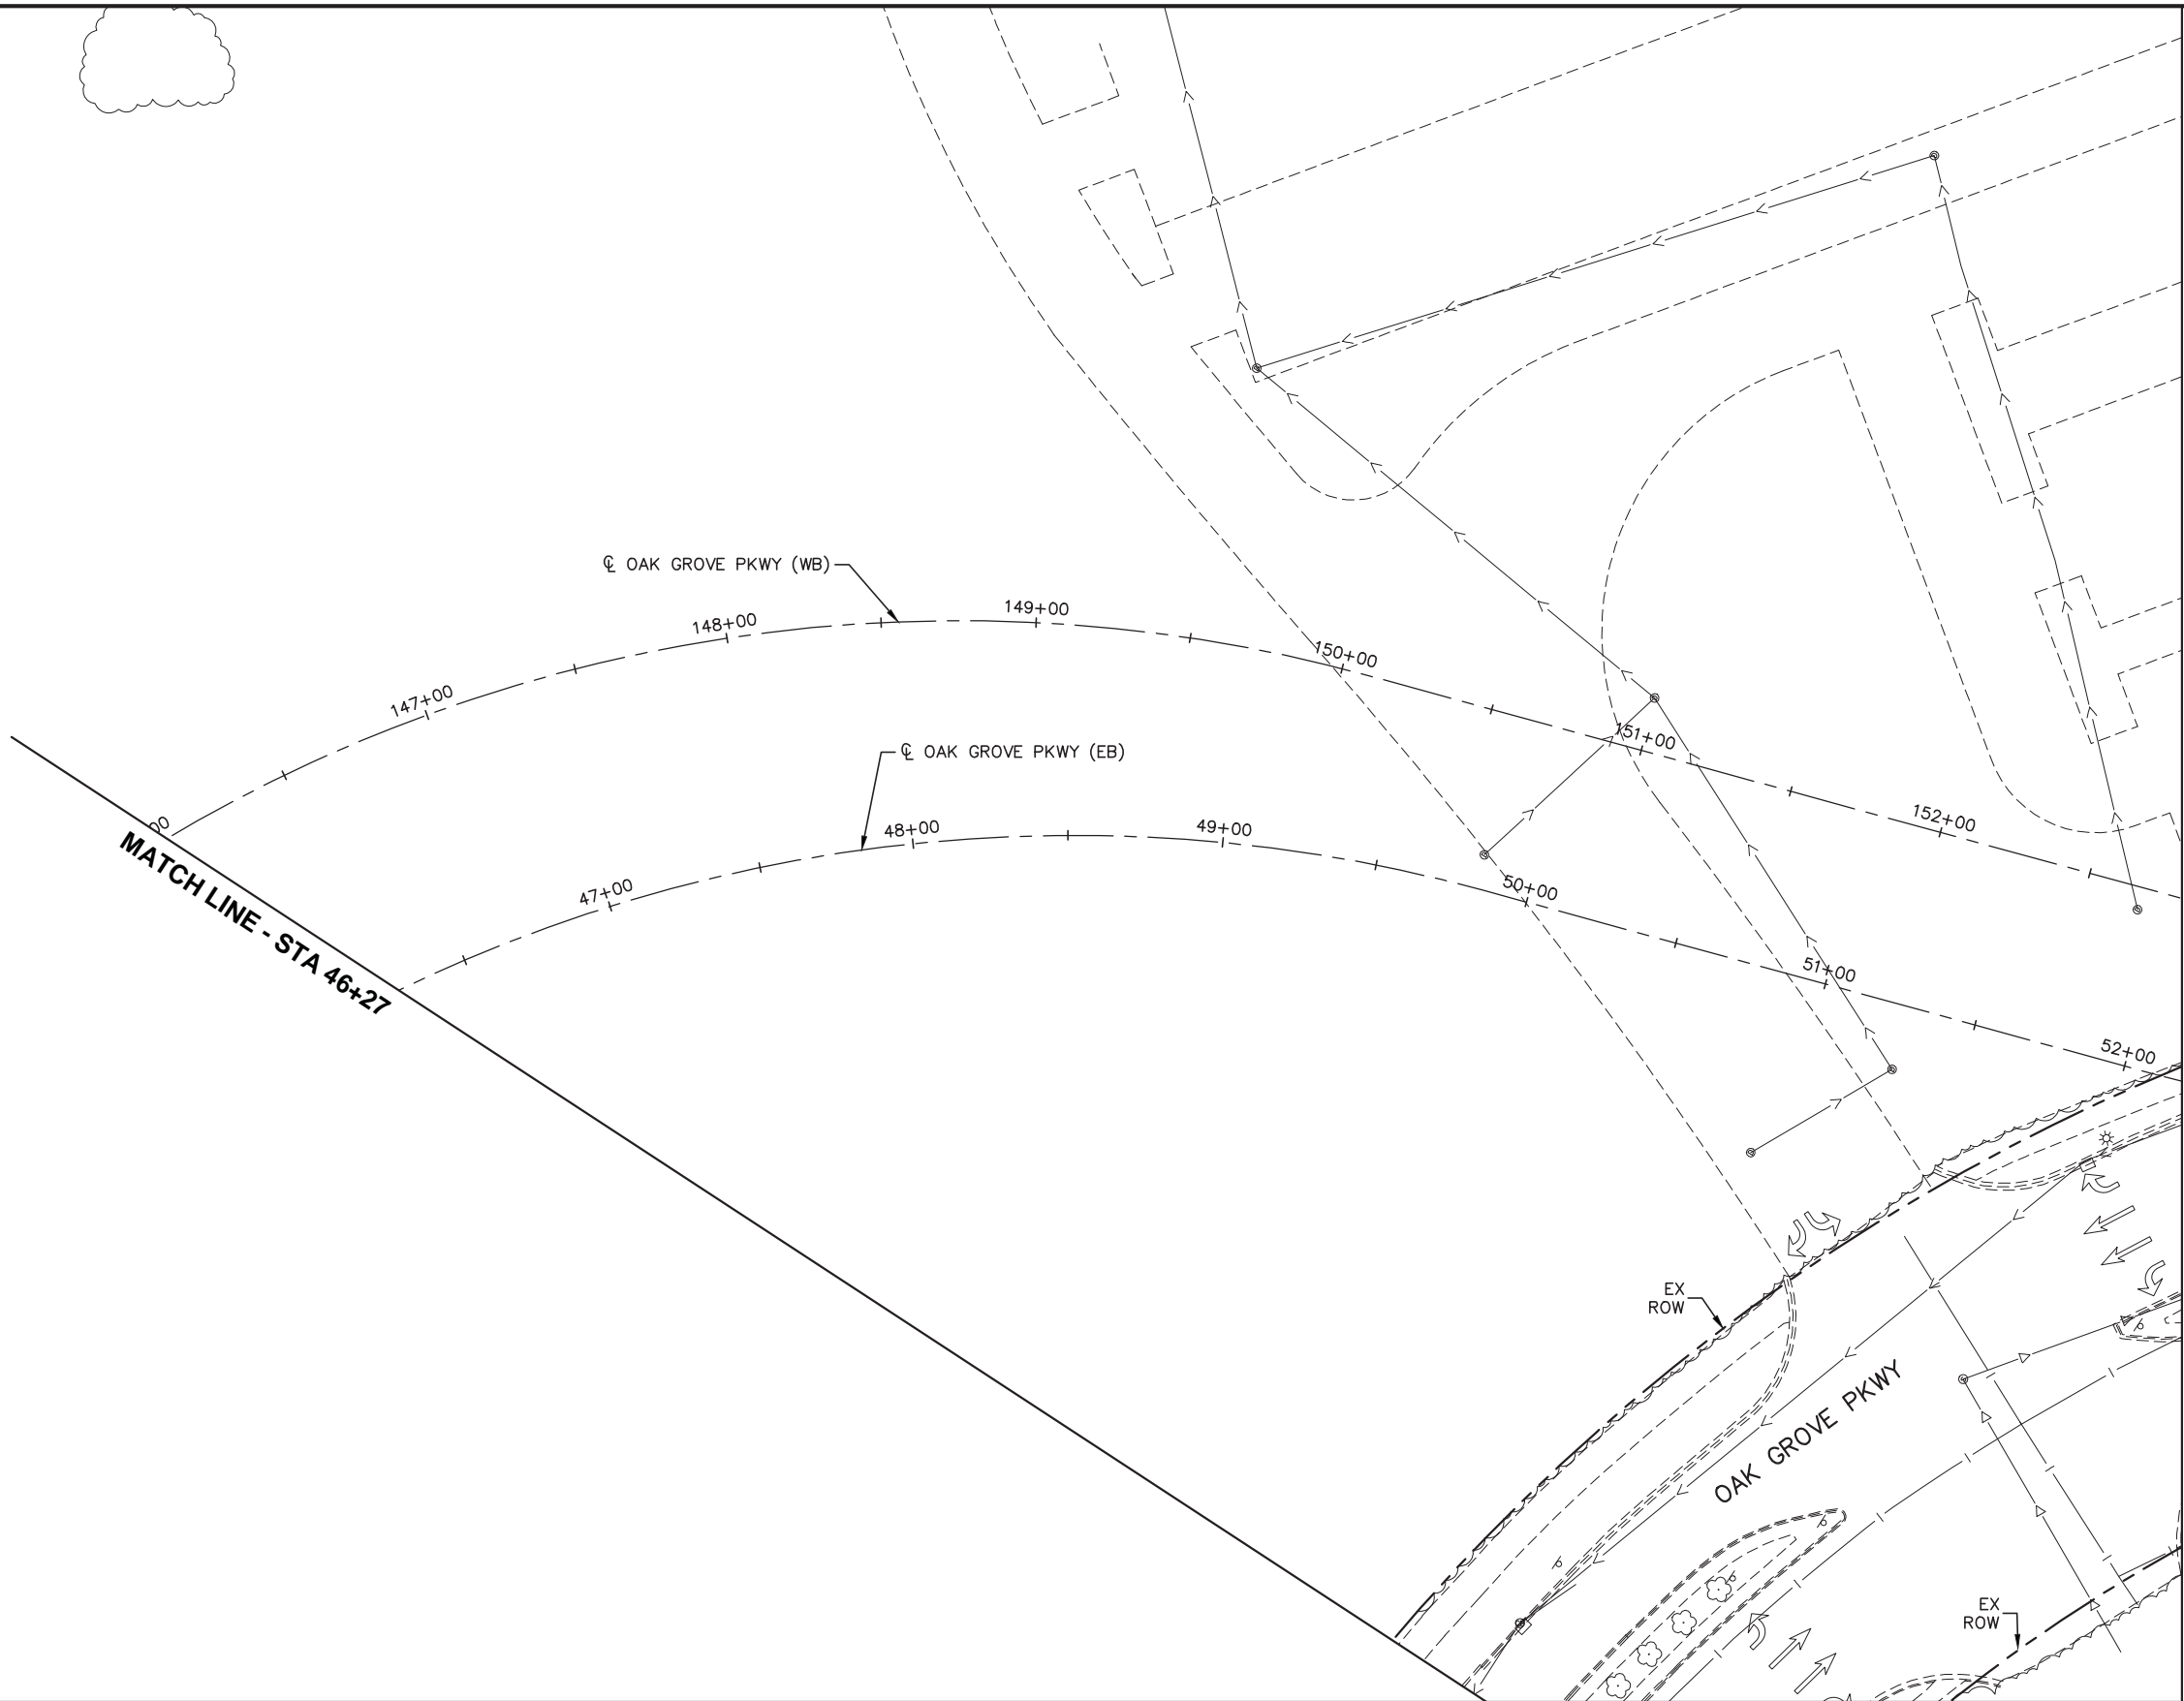 ℄ OAK GROVE PKWY (WB)
149+00
148+00
150+00
147+00
151+00
℄ OAK GROVE PKWY (EB)
152+00
00
48+00
49+00
MATCH LINE - STA 46+27
47+00
50+00
51+00
52+00
EX
ROW
OAK GROVE PKWY
EX
ROW